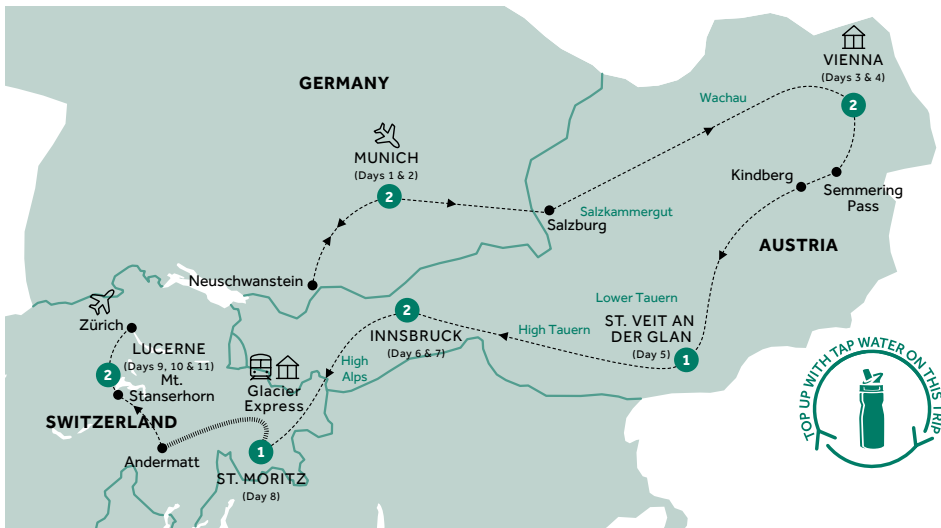 GERMANY
VIENNA
(Days 3 & 4)
2
Wachau
MUNICH
(Days 1 & 2)
2
Kindberg
Semmering
Pass
Salzburg
Salzkammergut
AUSTRIA
Neuschwanstein
Lower Tauern
ST. VEIT AN
DER GLAN
(Day 5)
1
High Tauern
2
INNSBRUCK
(Day 6 & 7)
High
Alps
Zürich
LUCERNE
(Days 9, 10 & 11)
2
Mt.
Stanserhorn
Glacier
Express
SWITZERLAND
Andermatt
1
ST. MORITZ
(Day 8)
TOP UP WITH TAP WATER ON THIS TRIP